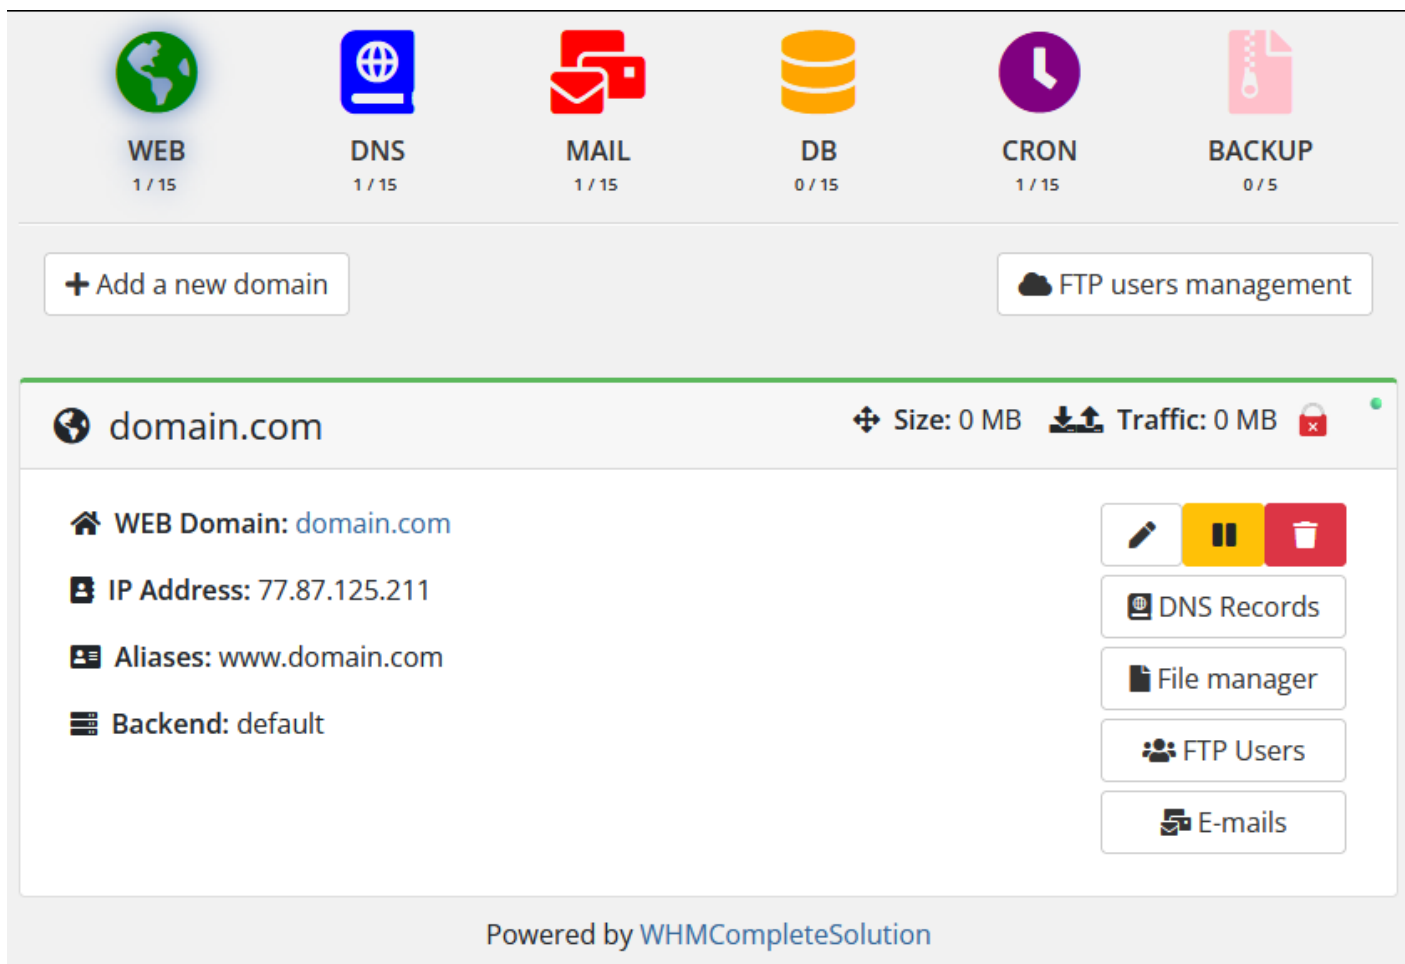 WEB DNS MAIL DB CRON BACKUP
1 / 15 1 / 15 1 / 15 0 / 15 1 / 15 0 / 5
Add a new domain FTP users management
domain.com Size: 0 MB Traffic: 0 MB
WEB Domain: domain.com
IP Address: 77.87.125.211
DNS Records
Aliases: www.domain.com
File manager
Backend: default
FTP Users
E-mails
Powered by WHMCompleteSolution